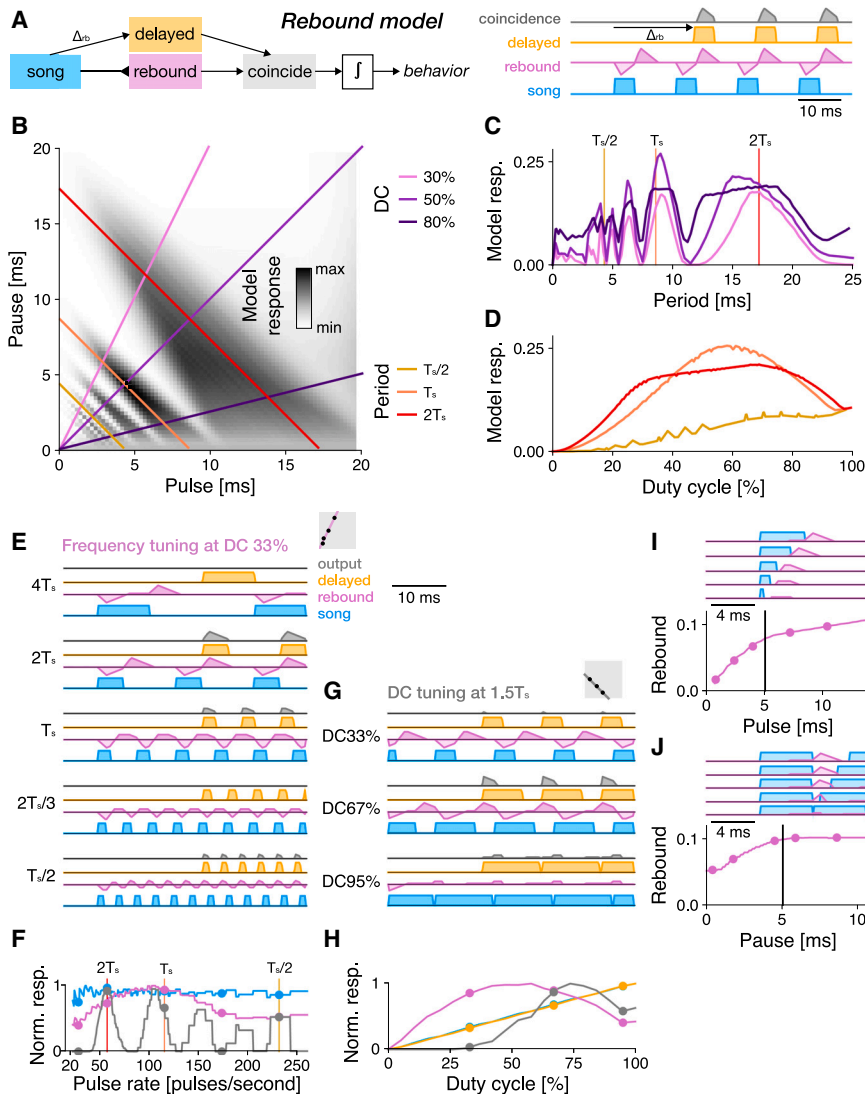 A
Rebound model
Δrb
delayed
song
rebound
coincide
∫
behavior
coincidence
delayed
Δrb
rebound
song
10 ms
B
20
15
10
5
0
Pause [ms]
0 5 10 15 20
Pulse [ms]
max
min
Model response
DC
30%
50%
80%
Period
Ts/2
Ts
2Ts
C
Ts/2 Ts 2Ts
0.25
0.00
Model resp.
0 5 10 15 20 25
Period [ms]
D
0.25
0.0
Model resp.
0 20 40 60 80 100
Duty cycle [%]
E
Frequency tuning at DC 33%
output
delayed
rebound
song
10 ms
4Ts
2Ts
Ts
2Ts/3
Ts/2
F
2Ts Ts Ts/2
1
0
Norm. resp.
20 50 100 150 200 250
Pulse rate [pulses/second]
G
DC tuning at 1.5Ts
DC33%
DC67%
DC95%
H
1
0
Norm. resp.
0 25 50 75 100
Duty cycle [%]
I
4 ms
0.1
0.0
Rebound
0 5 10
Pulse [ms]
J
4 ms
0.1
0.0
Rebound
0 5 10
Pause [ms]